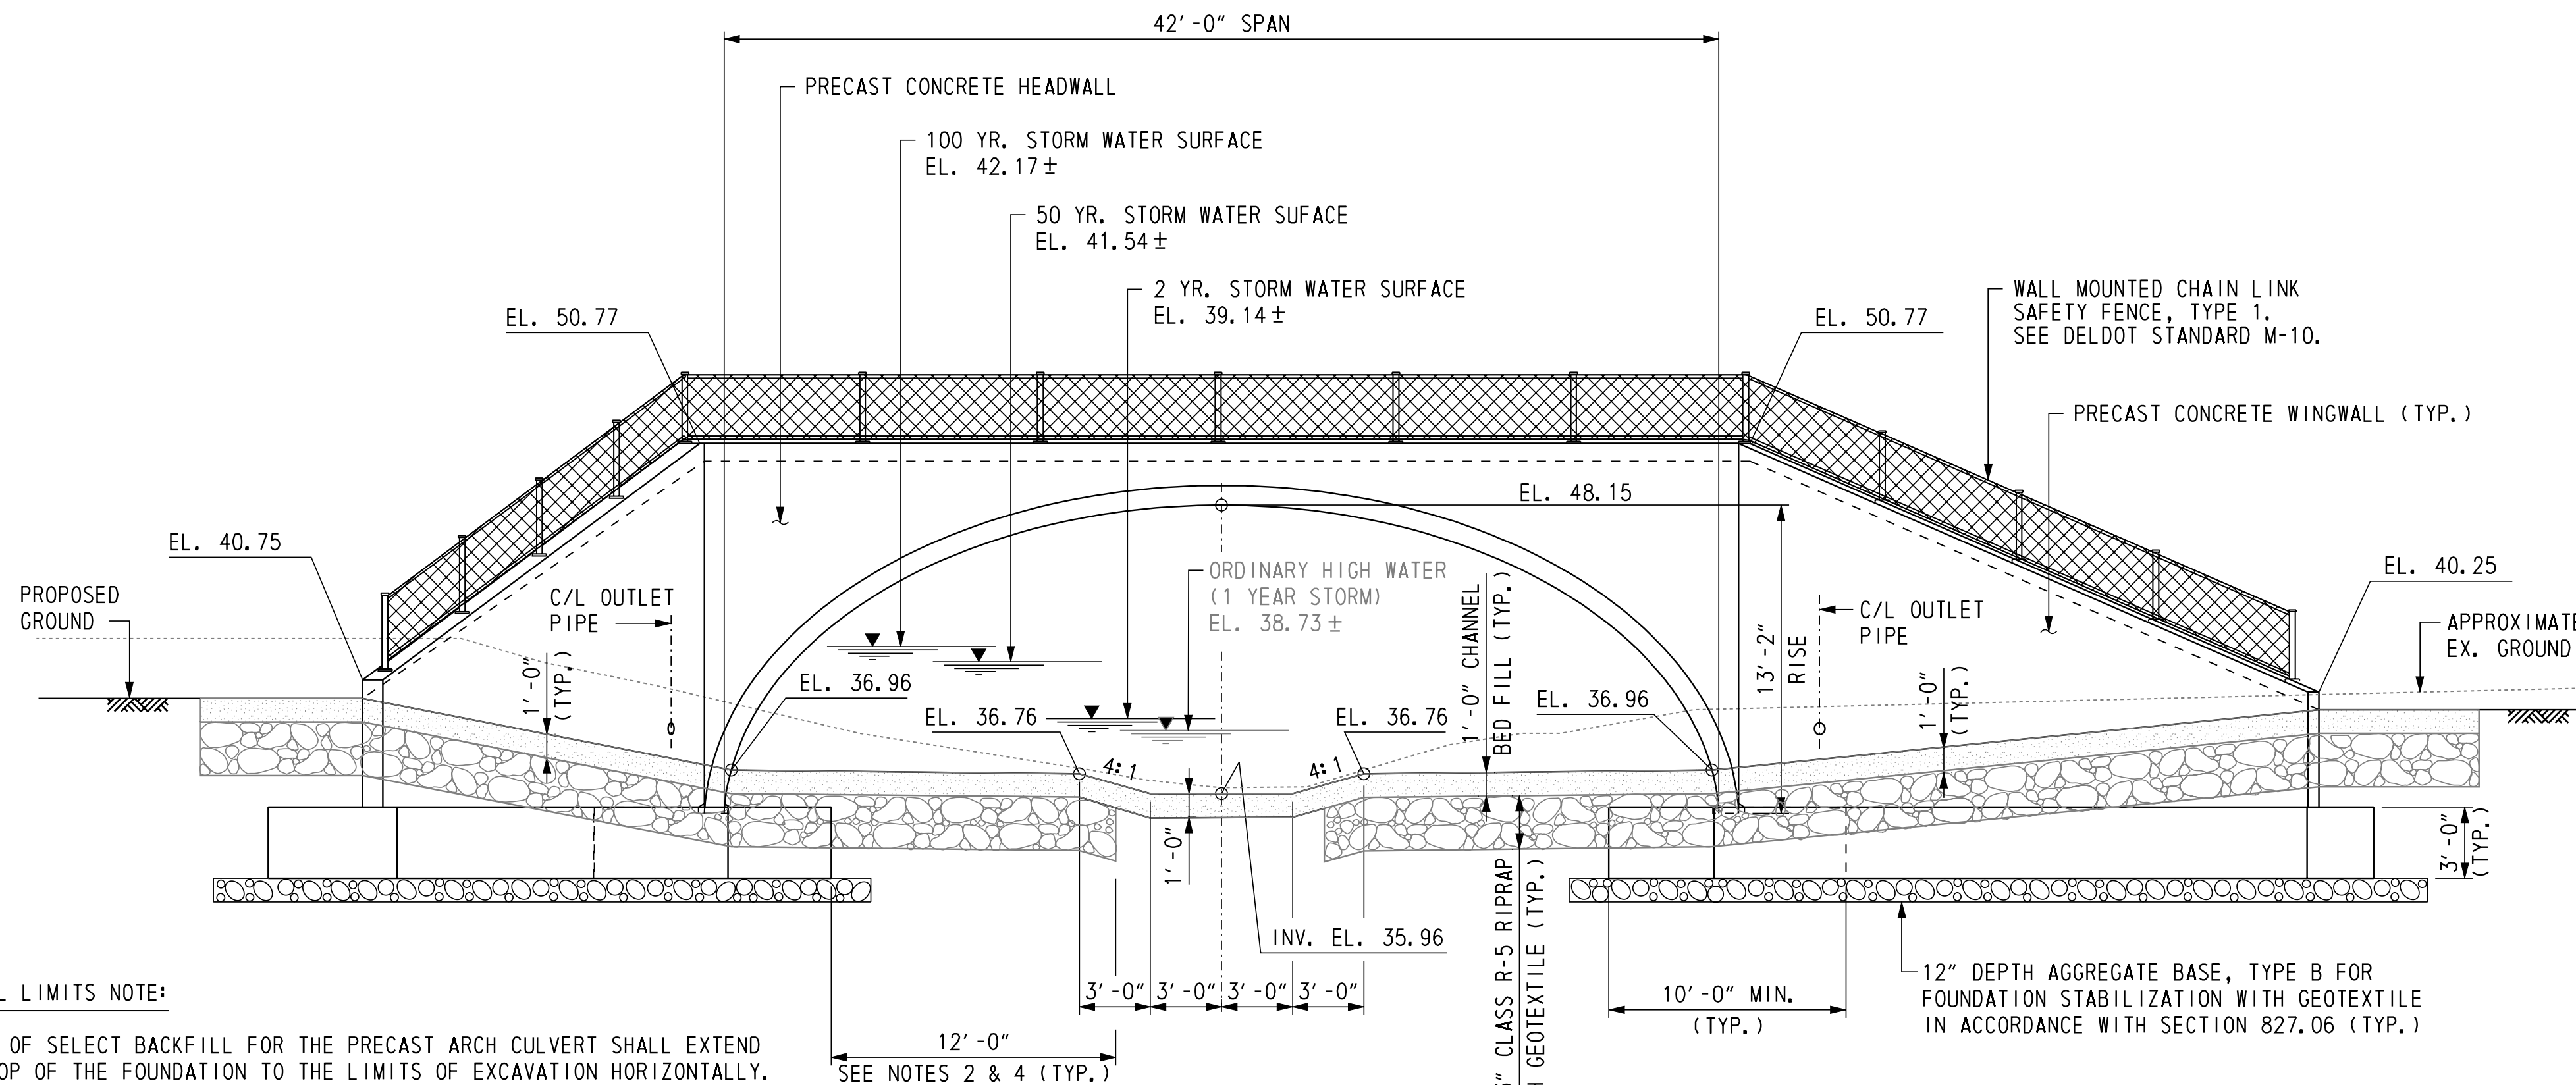 42'-0" SPAN
PRECAST CONCRETE HEADWALL
100 YR. STORM WATER SURFACE
EL. 42.17±
50 YR. STORM WATER SUFACE
EL. 41.54±
2 YR. STORM WATER SURFACE
EL. 39.14±
EL. 50.77
EL. 50.77
WALL MOUNTED CHAIN LINK
SAFETY FENCE, TYPE 1.
SEE DELDOT STANDARD M-10.
PRECAST CONCRETE WINGWALL (TYP.)
EL. 48.15
EL. 40.75
EL. 40.25
PROPOSED
GROUND
C/L OUTLET
PIPE
ORDINARY HIGH WATER
(1 YEAR STORM)
EL. 38.73±
1'-0" CHANNEL
BED FILL (TYP.)
13'-2"
RISE
C/L OUTLET
PIPE
APPROXIMATE
EX. GROUND
1'-0"
(TYP.)
EL. 36.96
EL. 36.76
EL. 36.76
EL. 36.96
1'-0"
(TYP.)
4:1
4:1
1'-0"
3'-0"
(TYP.)
INV. EL. 35.96
3'-0"
3'-0"
3'-0"
3'-0"
CLASS R-5 RIPRAP
GEOTEXTILE (TYP.)
10'-0" MIN.
(TYP.)
12" DEPTH AGGREGATE BASE, TYPE B FOR
FOUNDATION STABILIZATION WITH GEOTEXTILE
IN ACCORDANCE WITH SECTION 827.06 (TYP.)
12'-0"
SEE NOTES 2 & 4 (TYP.)
LIMITS NOTE:
OF SELECT BACKFILL FOR THE PRECAST ARCH CULVERT SHALL EXTEND
OF THE FOUNDATION TO THE LIMITS OF EXCAVATION HORIZONTALLY.